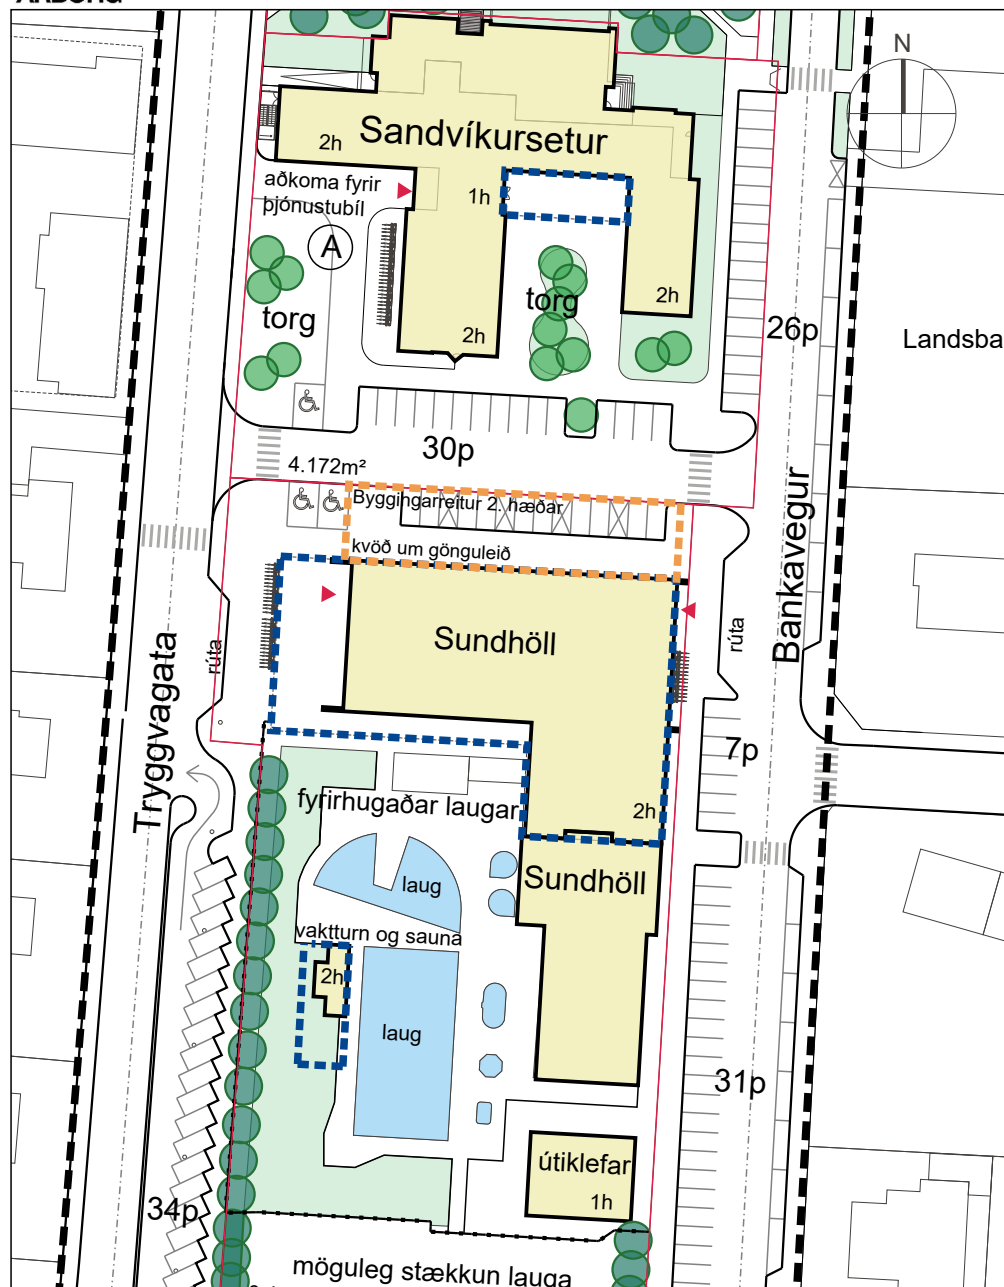 N
Sandvíkursetur
2h
aðkoma fyrir
þjónustubíl
1h
A
torg
torg
2h
2h
26p
Landsba
30p
4.172m²
Byggingarreitur 2. hæðar
kvöð um gönguleið
Sundhöll
Bankavegur
rúta
rúta
Tryggvagata
7p
fyrirhugaðar laugar
2h
Sundhöll
laug
vaktturn og sauna
2h
laug
31p
útiklefar
1h
34p
möguleg stækkun lauga